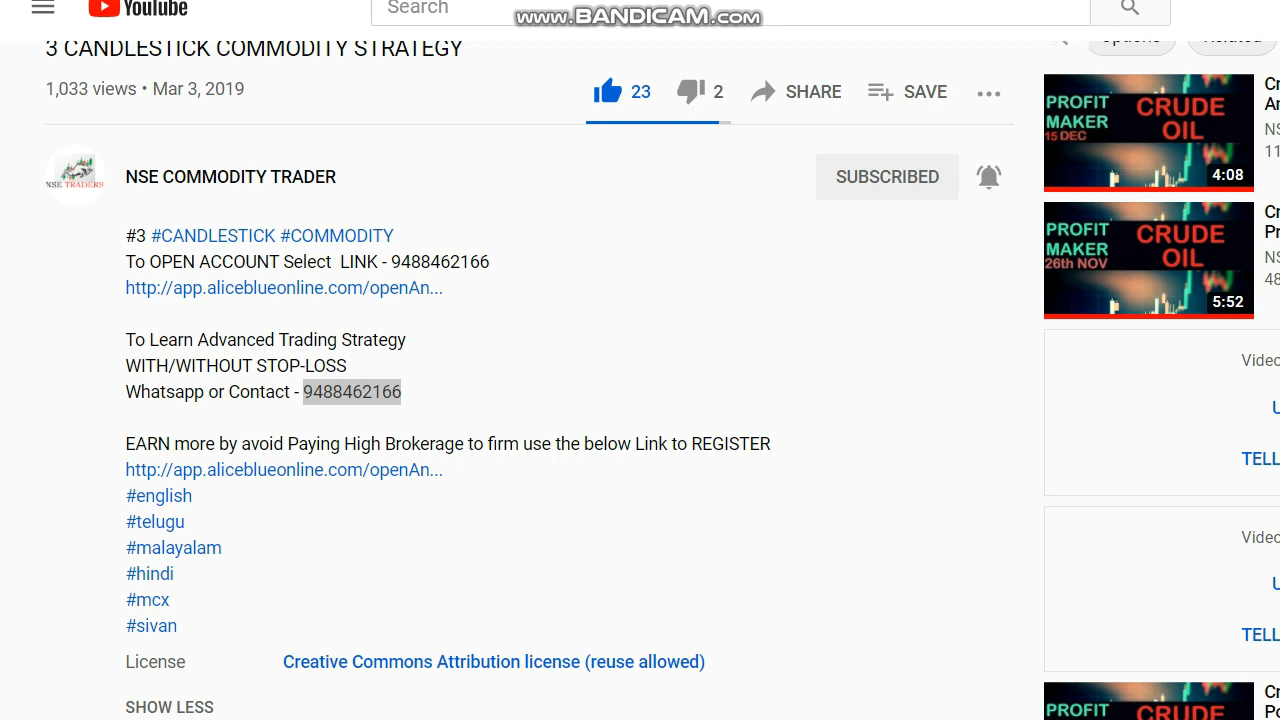 YouTube
Search
www.BANDICAM.com
3 CANDLESTICK COMMODITY STRATEGY
1,033 views • Mar 3, 2019
23
2
SHARE
SAVE
NSE TRADERS
NSE COMMODITY TRADER
SUBSCRIBED
#3 #CANDLESTICK #COMMODITY
To OPEN ACCOUNT Select LINK - 9488462166
http://app.aliceblueonline.com/openAn...
To Learn Advanced Trading Strategy
WITH/WITHOUT STOP-LOSS
Whatsapp or Contact - 9488462166
EARN more by avoid Paying High Brokerage to firm use the below Link to REGISTER
http://app.aliceblueonline.com/openAn...
#english
#telugu
#malayalam
#hindi
#mcx
#sivan
License
Creative Commons Attribution license (reuse allowed)
SHOW LESS
PROFIT MAKER
15 DEC
CRUDE OIL
4:08
PROFIT MAKER
26th NOV
CRUDE OIL
5:52
Video
TELL
Video
TELL
PROFIT
CRUDE